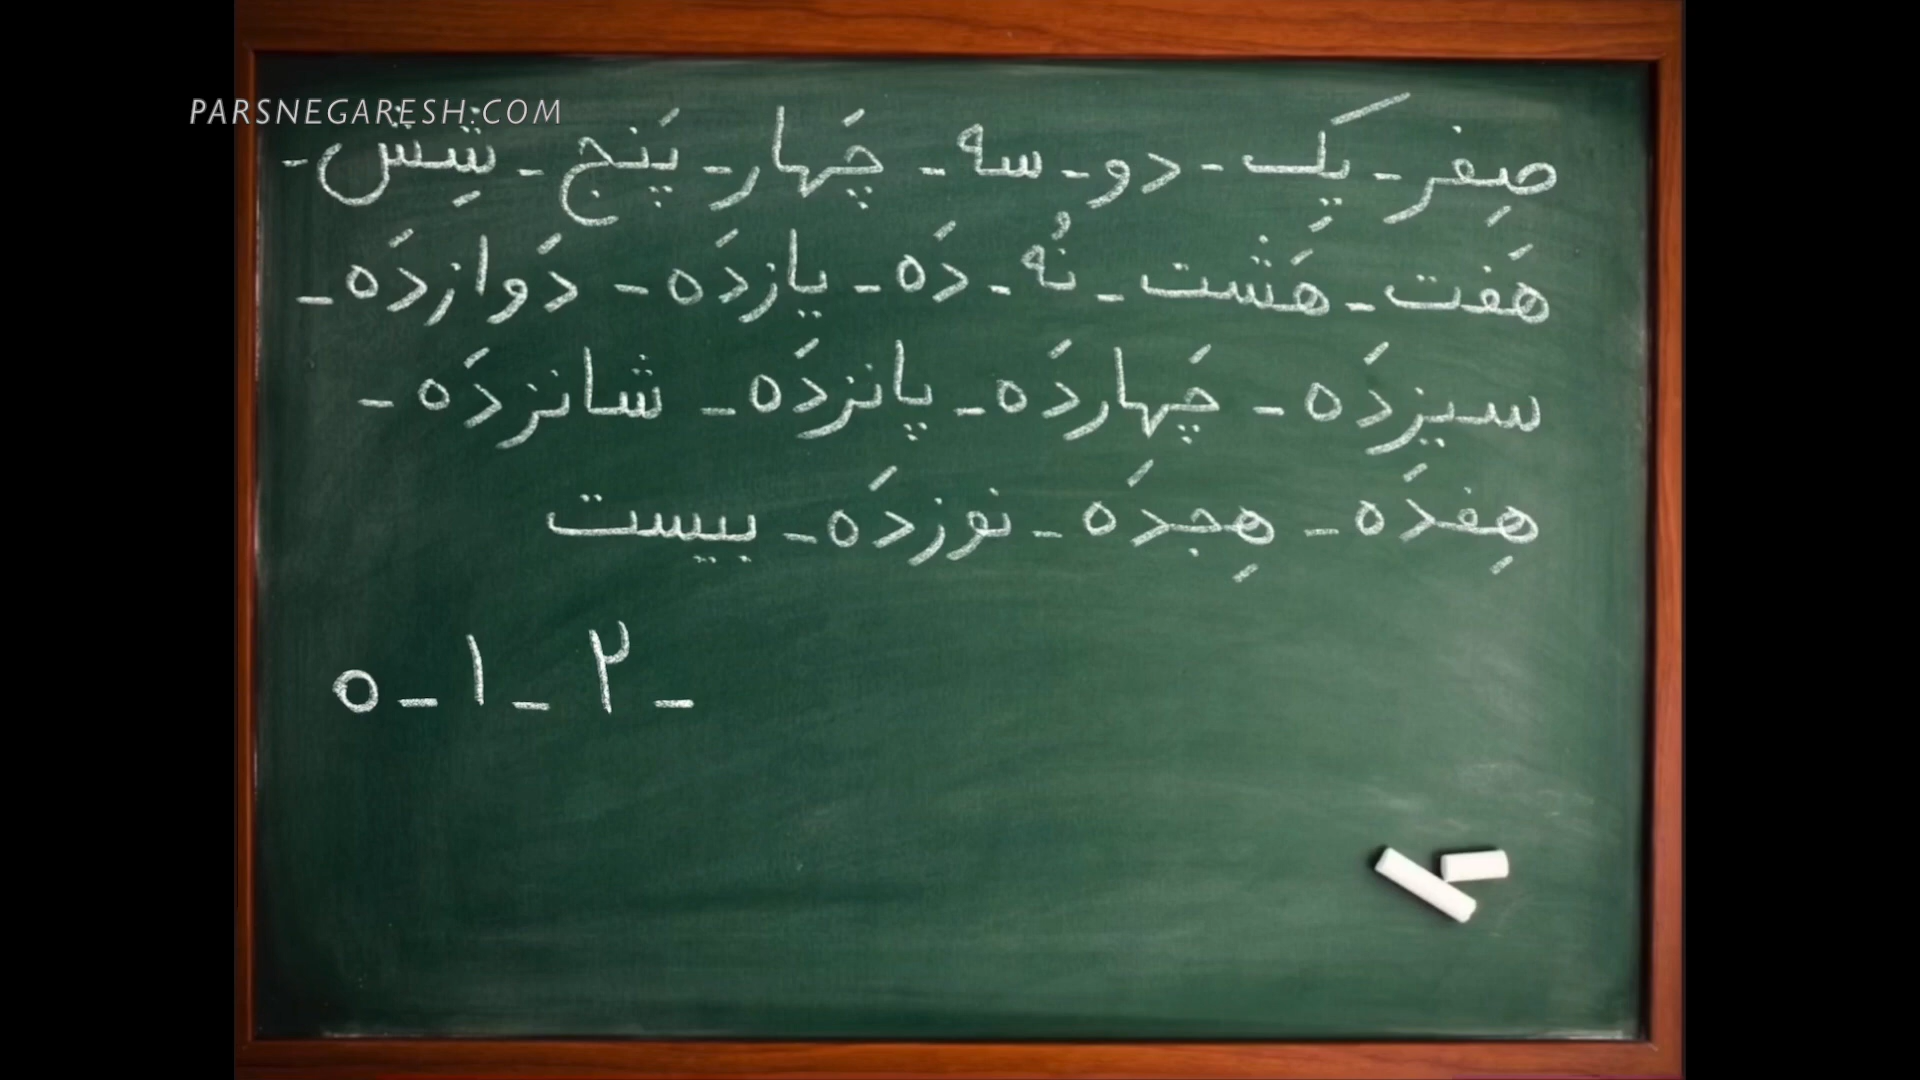 PARSNEGARESH.COM
صِفر - یِک - دو - سه - چَهار - پَنج - شِش -
هَفت - هَشت - نُه - دَه - یازدَه - دَوازدَه -
سیزدَه - چَهاردَه - پانزدَه - شانزدَه -
هِفدَه - هِجدَه - نوزدَه - بیست
۰ - ۱ - ۲ -